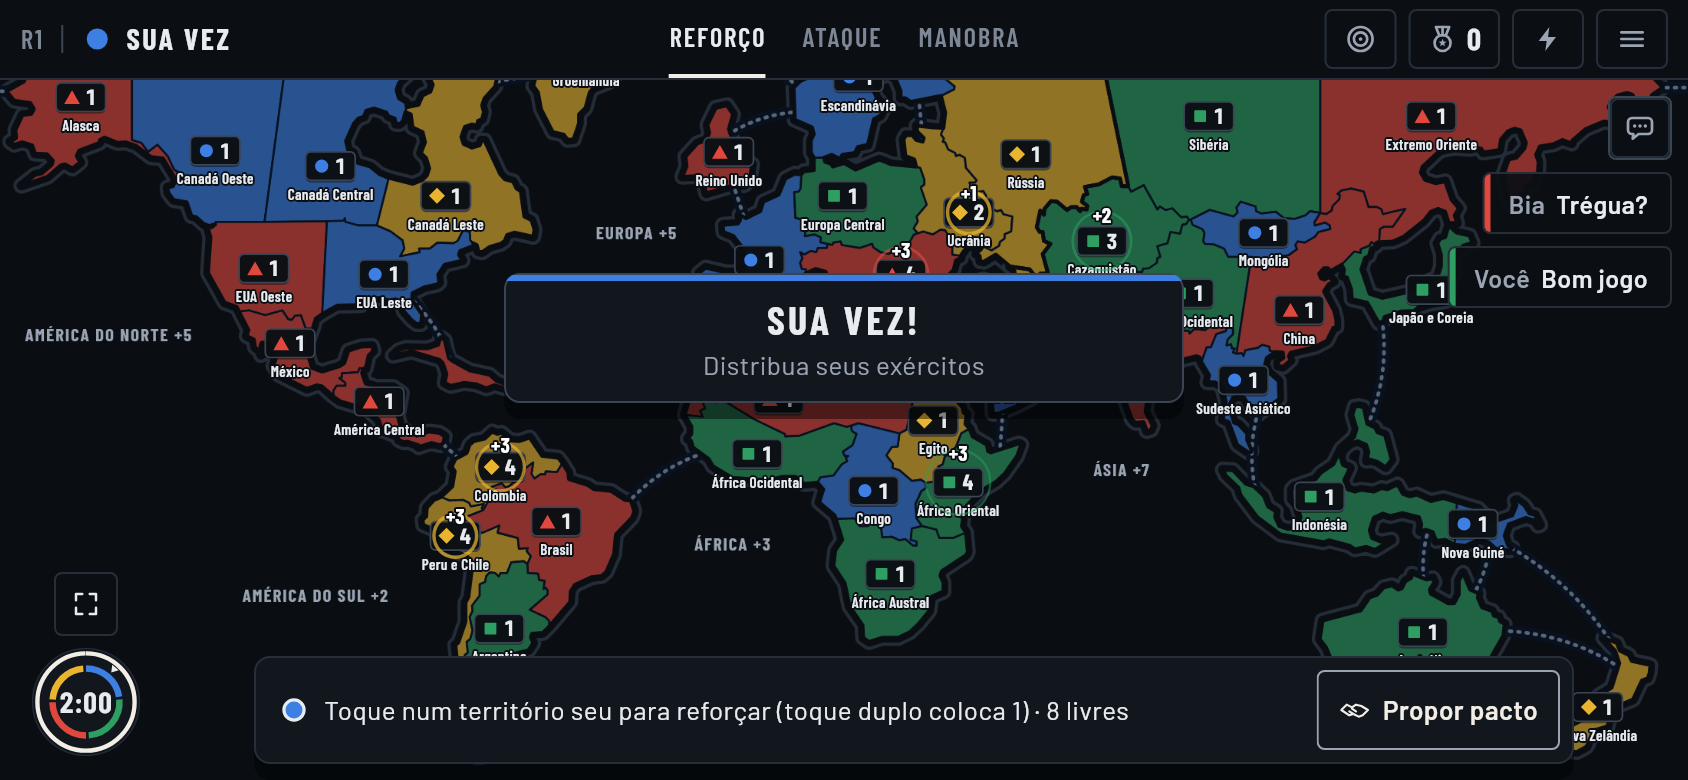 R1
SUA VEZ
REFORÇO
ATAQUE
MANOBRA
0
Groenlândia
1
Alasca
1
Canadá Oeste
1
Canadá Central
1
Canadá Leste
1
EUA Oeste
1
EUA Leste
1
México
1
América Central
AMÉRICA DO NORTE +5
1
Reino Unido
Escandinávia
1
Europa Central
EUROPA +5
1
1
Rússia
+1
2
Ucrânia
+3
+2
3
Cazaquistão
1
Sibéria
1
Extremo Oriente
Bia Trégua?
Você Bom jogo
1
Mongólia
1
Japão e Coreia
1
Ocidental
1
China
1
Sudeste Asiático
ÁSIA +7
SUA VEZ!
Distribua seus exércitos
+3
4
Colombia
+3
4
Peru e Chile
1
Brasil
1
Argentina
AMÉRICA DO SUL +2
1
África Ocidental
1
Egito
+3
4
África Oriental
1
Congo
1
África Austral
ÁFRICA +3
1
Indonésia
1
Nova Guiné
1
1
va Zelândia
2:00
Toque num território seu para reforçar (toque duplo coloca 1) · 8 livres
Propor pacto